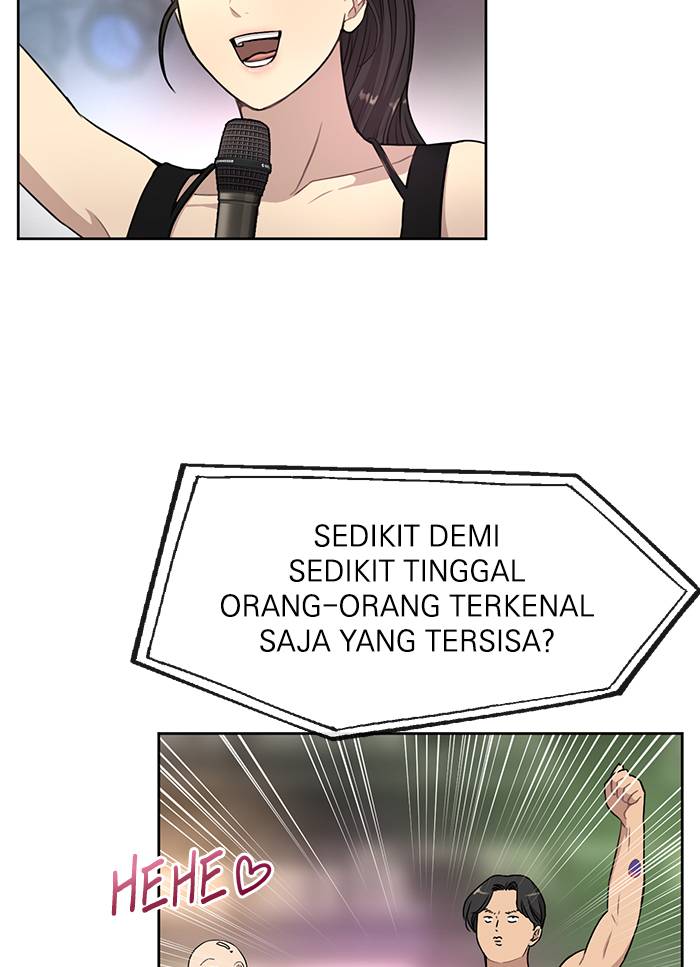 SEDIKIT DEMI
SEDIKIT TINGGAL
ORANG-ORANG TERKENAL
SAJA YANG TERSISA?
HEHE♡